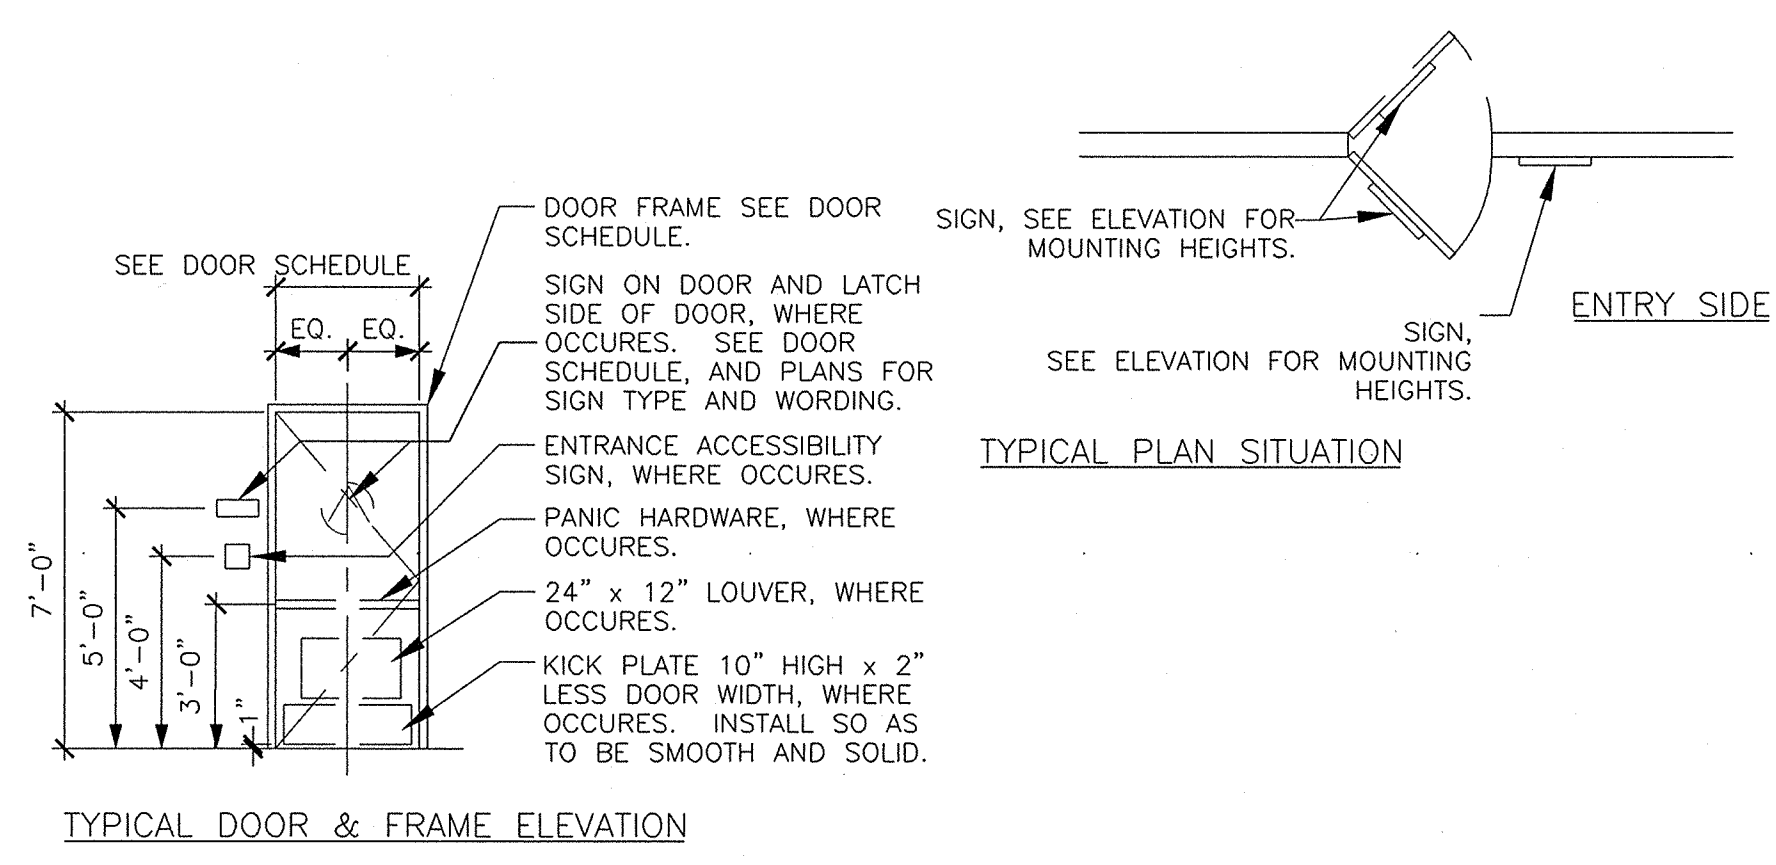 DOOR FRAME SEE DOOR
SCHEDULE.
SEE DOOR SCHEDULE
EQ. EQ.
SIGN ON DOOR AND LATCH
SIDE OF DOOR, WHERE
OCCURES. SEE DOOR
SCHEDULE, AND PLANS FOR
SIGN TYPE AND WORDING.
ENTRANCE ACCESSIBILITY
SIGN, WHERE OCCURES.
PANIC HARDWARE, WHERE
OCCURES.
24" x 12" LOUVER, WHERE
OCCURES.
KICK PLATE 10" HIGH x 2"
LESS DOOR WIDTH, WHERE
OCCURES. INSTALL SO AS
TO BE SMOOTH AND SOLID.
7'-0"
5'-0"
4'-0"
3'-0"
1"
TYPICAL DOOR & FRAME ELEVATION
SIGN, SEE ELEVATION FOR
MOUNTING HEIGHTS.
ENTRY SIDE
SIGN,
SEE ELEVATION FOR MOUNTING
HEIGHTS.
TYPICAL PLAN SITUATION